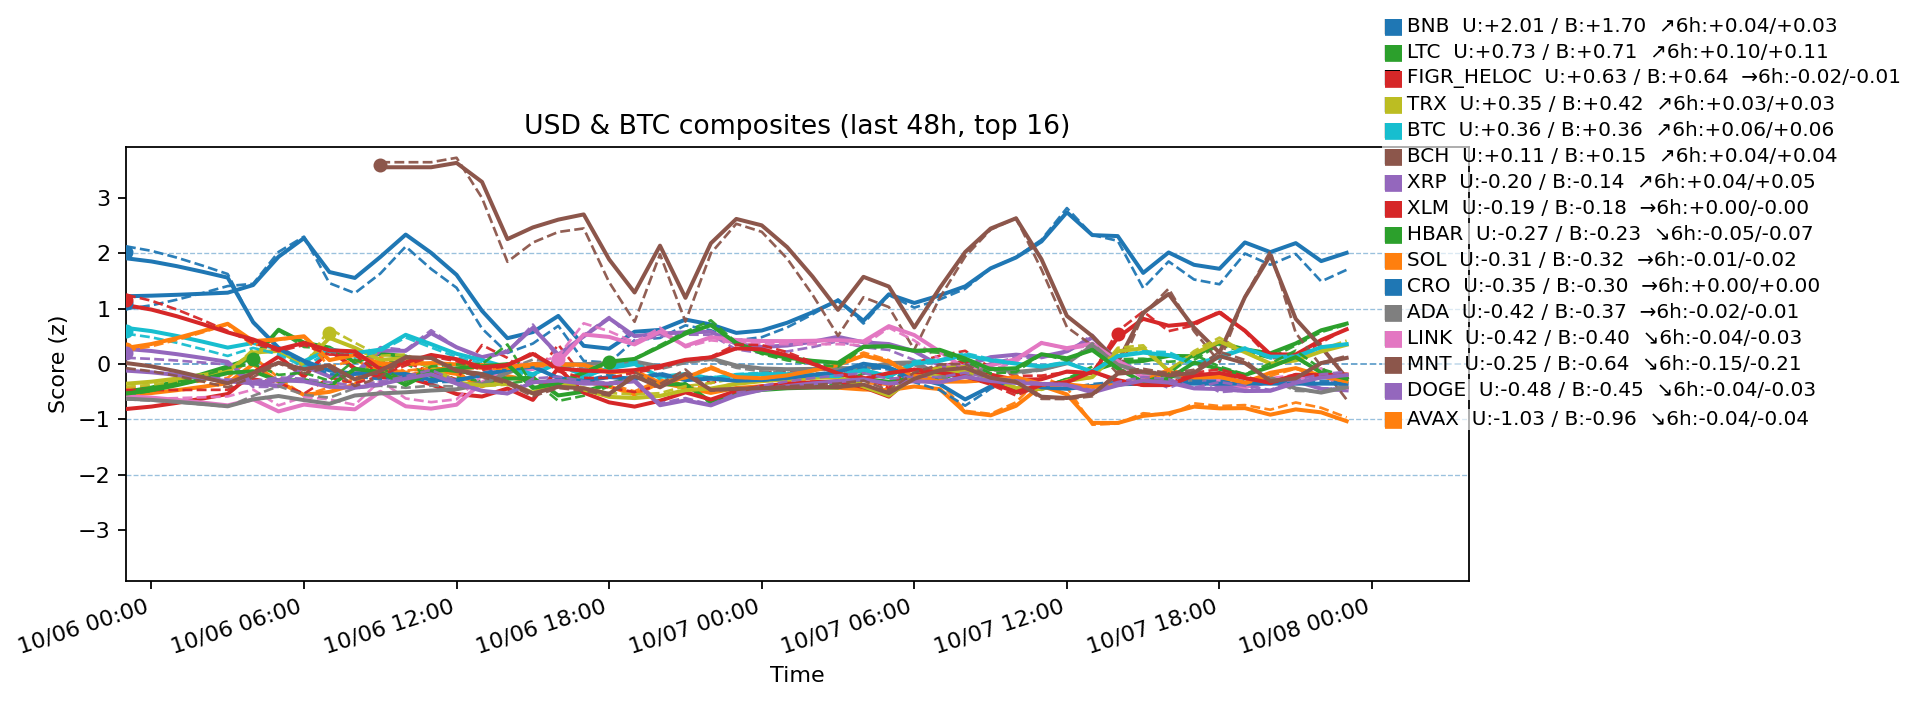 BNB  U:+2.01 / B:+1.70  ↗6h:+0.04/+0.03
LTC  U:+0.73 / B:+0.71  ↗6h:+0.10/+0.11
FIGR_HELOC  U:+0.63 / B:+0.64  →6h:-0.02/-0.01
TRX  U:+0.35 / B:+0.42  ↗6h:+0.03/+0.03
BTC  U:+0.36 / B:+0.36  ↗6h:+0.06/+0.06
BCH  U:+0.11 / B:+0.15  ↗6h:+0.04/+0.04
XRP  U:-0.20 / B:-0.14  ↗6h:+0.04/+0.05
XLM  U:-0.19 / B:-0.18  →6h:+0.00/-0.00
HBAR  U:-0.27 / B:-0.23  ↘6h:-0.05/-0.07
SOL  U:-0.31 / B:-0.32  →6h:-0.01/-0.02
CRO  U:-0.35 / B:-0.30  →6h:+0.00/+0.00
ADA  U:-0.42 / B:-0.37  →6h:-0.02/-0.01
LINK  U:-0.42 / B:-0.40  ↘6h:-0.04/-0.03
MNT  U:-0.25 / B:-0.64  ↘6h:-0.15/-0.21
DOGE  U:-0.48 / B:-0.45  ↘6h:-0.04/-0.03
AVAX  U:-1.03 / B:-0.96  ↘6h:-0.04/-0.04
USD & BTC composites (last 48h, top 16)
Score (z)
3
2
1
0
−1
−2
−3
10/06 00:00
10/06 06:00
10/06 12:00
10/06 18:00
10/07 00:00
10/07 06:00
10/07 12:00
10/07 18:00
10/08 00:00
Time